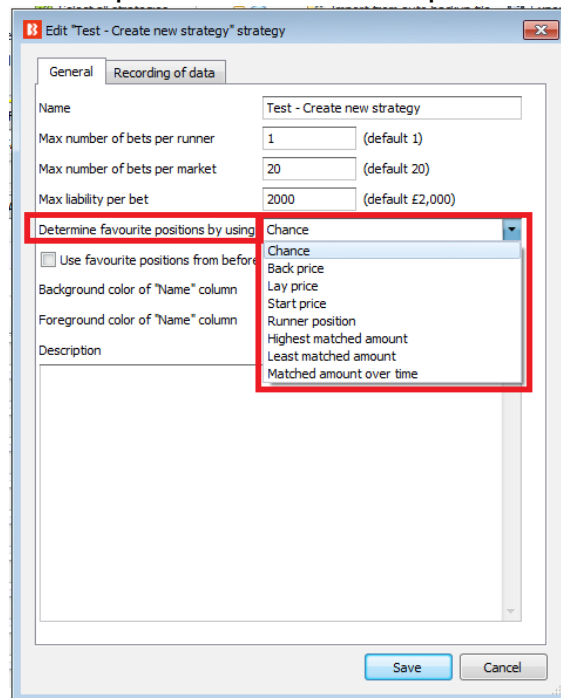 Edit "Test - Create new strategy" strategy
General Recording of data
Name Test - Create new strategy
Max number of bets per runner 1 (default 1)
Max number of bets per market 20 (default 20)
Max liability per bet 2000 (default £2,000)
Determine favourite positions by using Chance
Chance
Use favourite positions from before
Back price
Lay price
Background color of "Name" column
Start price
Runner position
Foreground color of "Name" column
Highest matched amount
Least matched amount
Description
Matched amount over time
Save Cancel